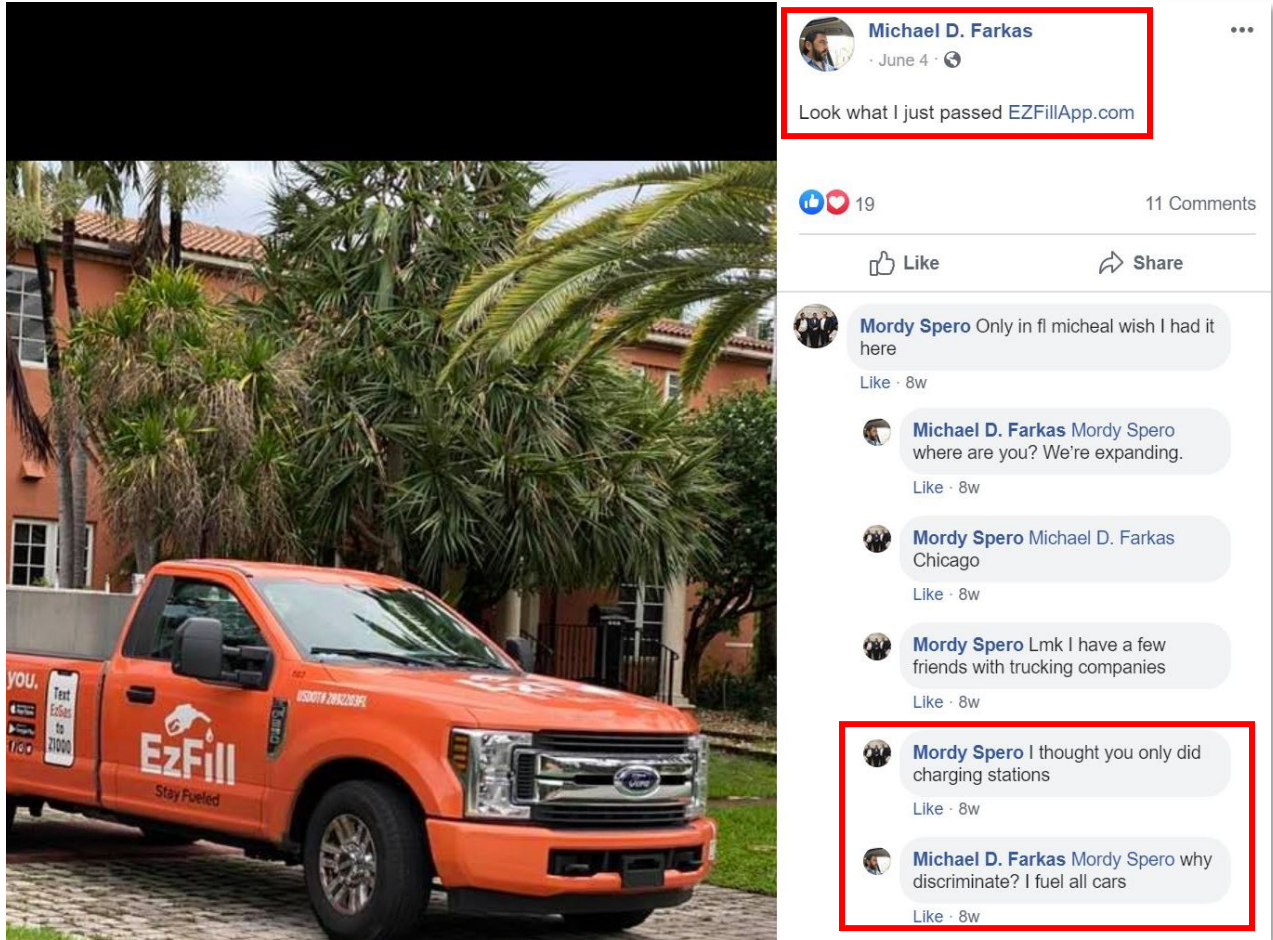 Michael D. Farkas
· June 4 ·
Look what I just passed EZFillApp.com
19
11 Comments
Like
Share
Mordy Spero Only in fl micheal wish I had it
here
Like · 8w
Michael D. Farkas Mordy Spero
where are you? We're expanding.
Like · 8w
Mordy Spero Michael D. Farkas
Chicago
Like · 8w
Mordy Spero Lmk I have a few
friends with trucking companies
Like · 8w
Mordy Spero I thought you only did
charging stations
Like · 8w
Michael D. Farkas Mordy Spero why
discriminate? I fuel all cars
Like · 8w
YOU.
Text
EzGas
to
21000
EzFill
Stay Fueled
107
USDOT# 2892203FL
Ford
EzFill